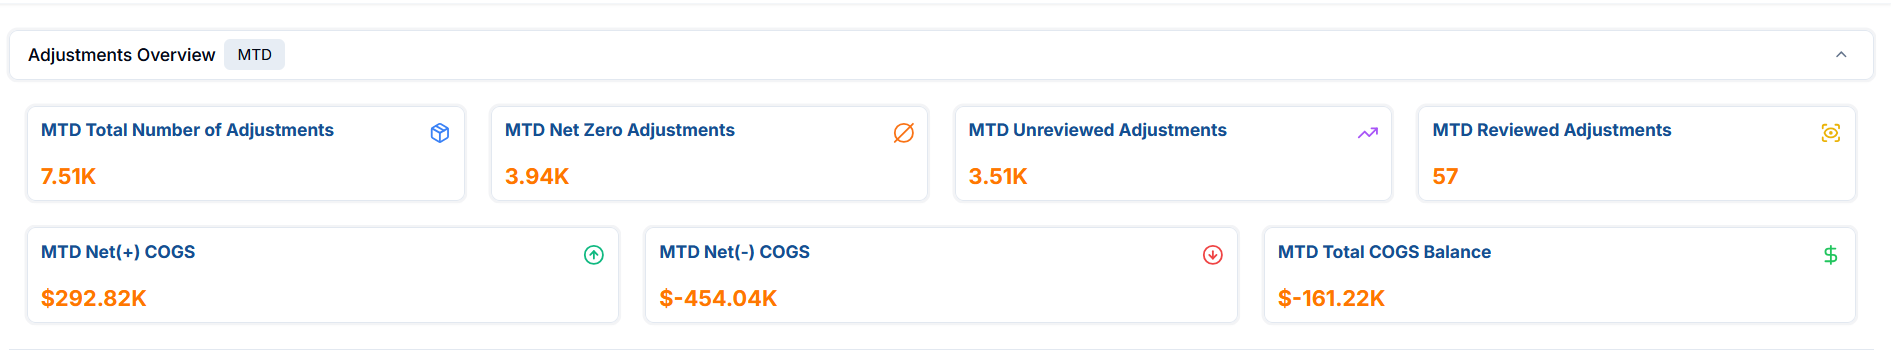 Adjustments Overview MTD
MTD Total Number of Adjustments
7.51K
MTD Net Zero Adjustments
3.94K
MTD Unreviewed Adjustments
3.51K
MTD Reviewed Adjustments
57
MTD Net(+) COGS
$292.82K
MTD Net(-) COGS
$-454.04K
MTD Total COGS Balance
$-161.22K